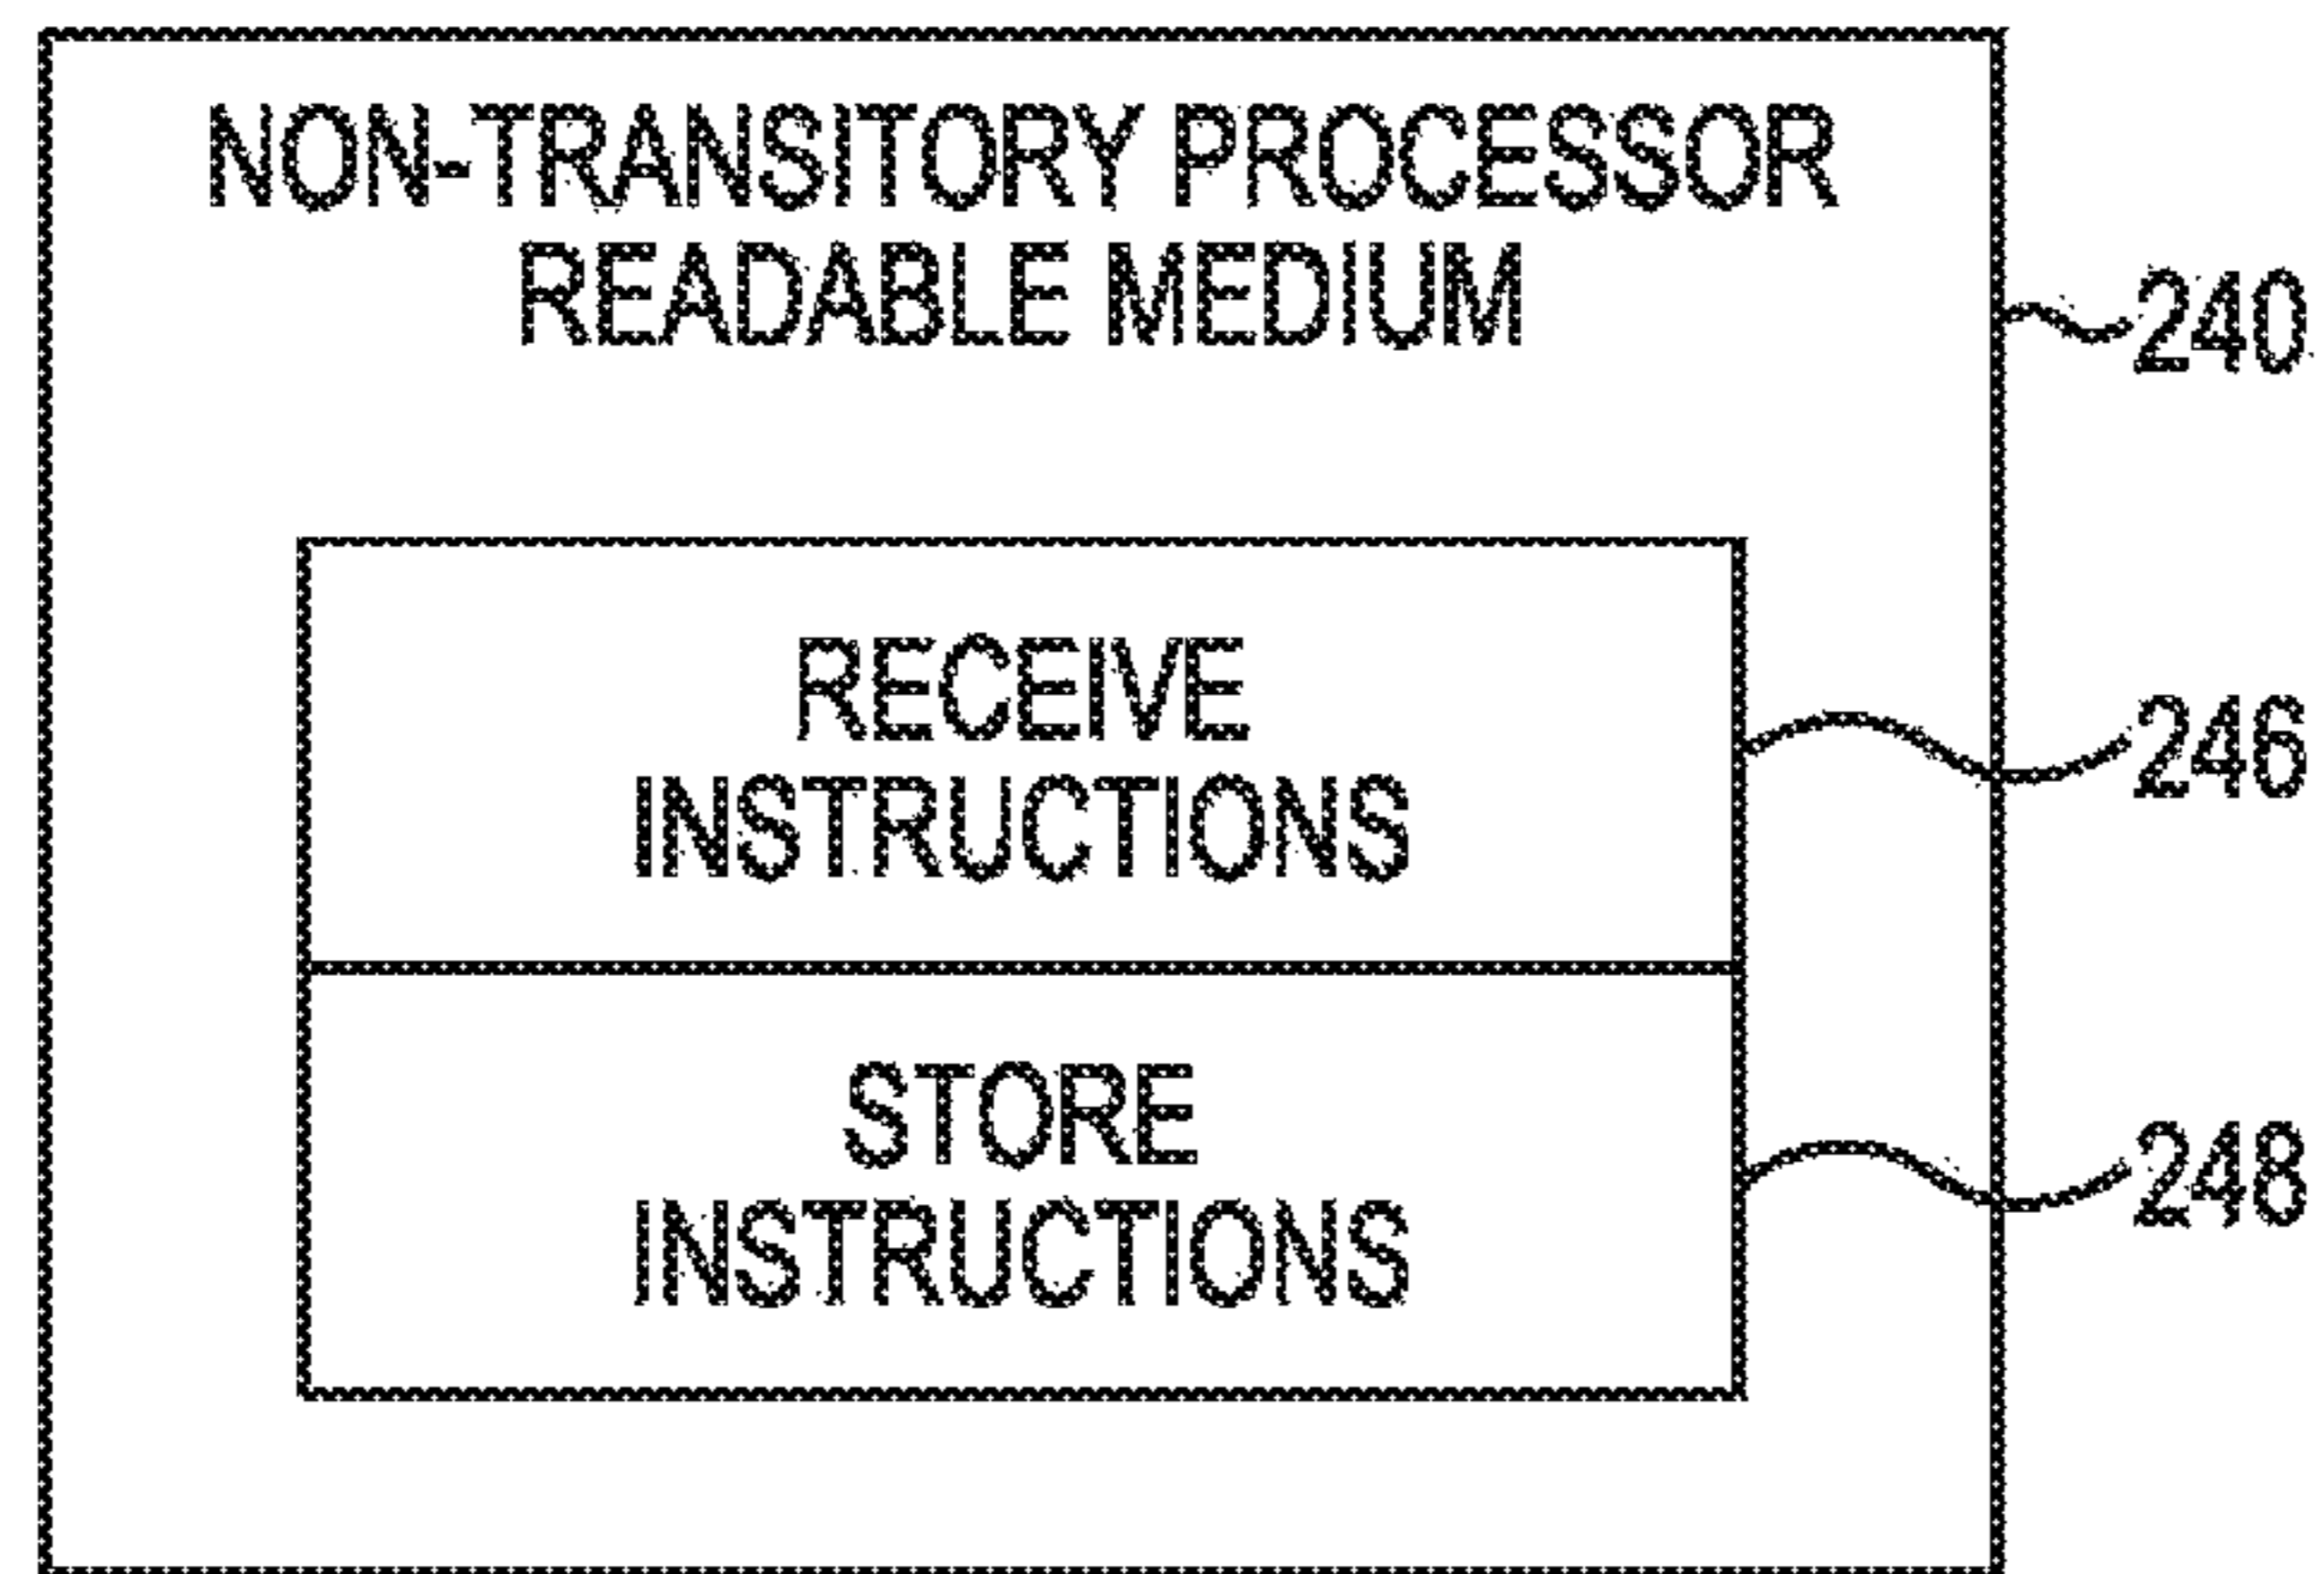 NON-TRANSITORY PROCESSOR
READABLE MEDIUM
240
RECEIVE
INSTRUCTIONS
246
STORE
INSTRUCTIONS
248